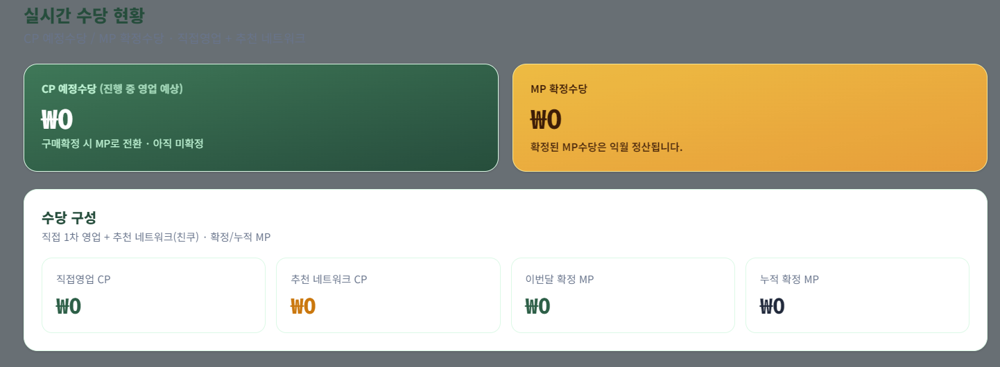 실시간 수당 현황
CP 예정수당 / MP 확정수당 · 직접영업 + 추천 네트워크
CP 예정수당 (진행 중 영업 예상)
₩0
구매확정 시 MP로 전환 · 아직 미확정
MP 확정수당
₩0
확정된 MP수당은 익월 정산됩니다.
수당 구성
직접 1차 영업 + 추천 네트워크(친쿠) · 확정/누적 MP
직접영업 CP
₩0
추천 네트워크 CP
₩0
이번달 확정 MP
₩0
누적 확정 MP
₩0